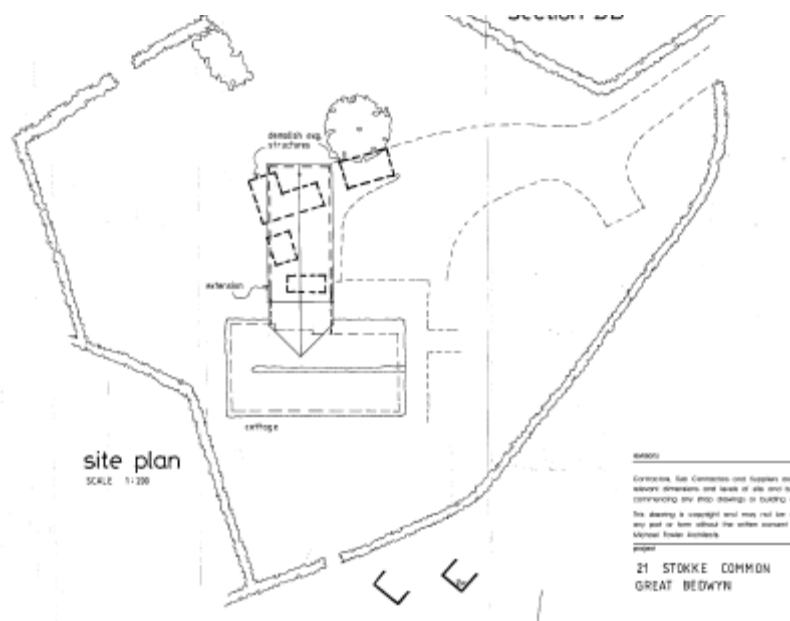 Section BB
demolish exg.
structures
extension
cottage
site plan
SCALE 1:200
revisions
Contractors, Sub Contractors and Suppliers
relevant dimensions and levels of site and
commencing any shop drawings or building
This drawing is copyright and may not be
any part or form without the written consent
Michael Fowler Architects
project
21 STOKKE COMMON
GREAT BEDWYN